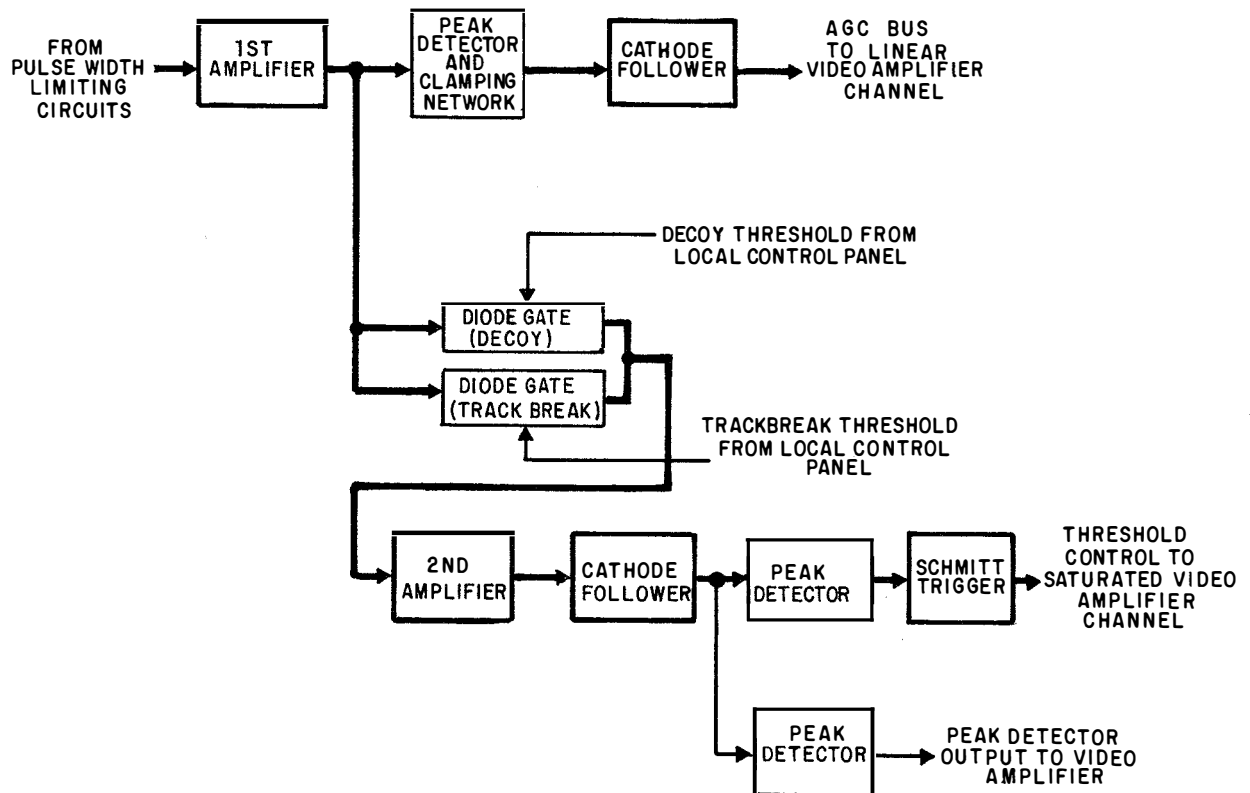 FROM
PULSE WIDTH
LIMITING
CIRCUITS
1ST
AMPLIFIER
PEAK
DETECTOR
AND
CLAMPING
NETWORK
CATHODE
FOLLOWER
AGC BUS
TO LINEAR
VIDEO AMPLIFIER
CHANNEL
DECOY THRESHOLD FROM
LOCAL CONTROL PANEL
DIODE GATE
(DECOY)
DIODE GATE
(TRACK BREAK)
TRACKBREAK THRESHOLD
FROM LOCAL CONTROL
PANEL
2ND
AMPLIFIER
CATHODE
FOLLOWER
PEAK
DETECTOR
SCHMITT
TRIGGER
THRESHOLD
CONTROL TO
SATURATED VIDEO
AMPLIFIER
CHANNEL
PEAK
DETECTOR
PEAK DETECTOR
OUTPUT TO VIDEO
AMPLIFIER